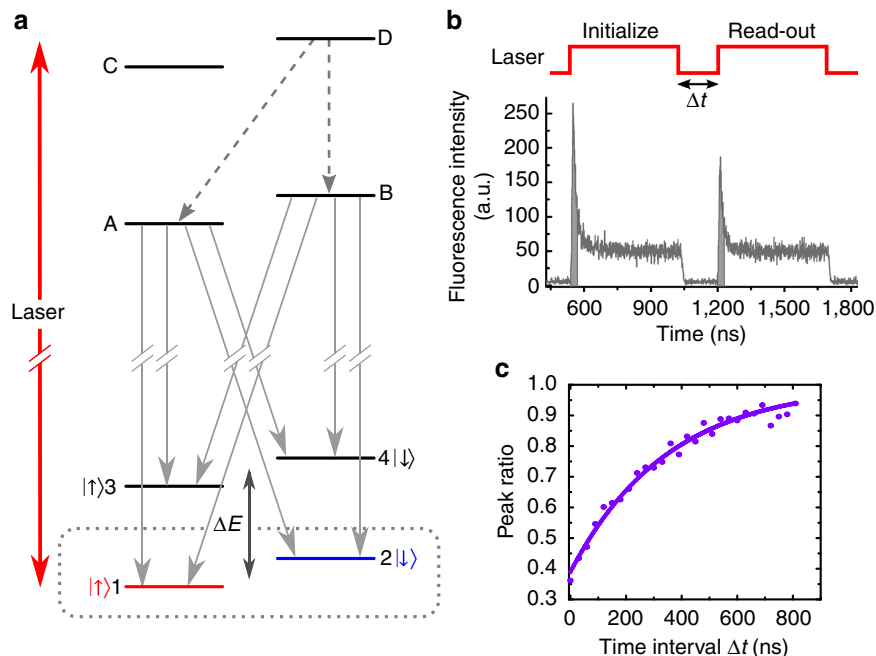 a
D
C
B
A
Laser
4|↓⟩
|↑⟩3
ΔE
2|↓⟩
|↑⟩1
b
Initialize
Read-out
Laser
Δt
250
200
150
100
50
0
Fluorescence intensity
(a.u.)
600
900
1,200
1,500
1,800
Time (ns)
c
1.0
0.9
0.8
0.7
0.6
0.5
0.4
0.3
Peak ratio
0
200
400
600
800
Time interval Δt (ns)